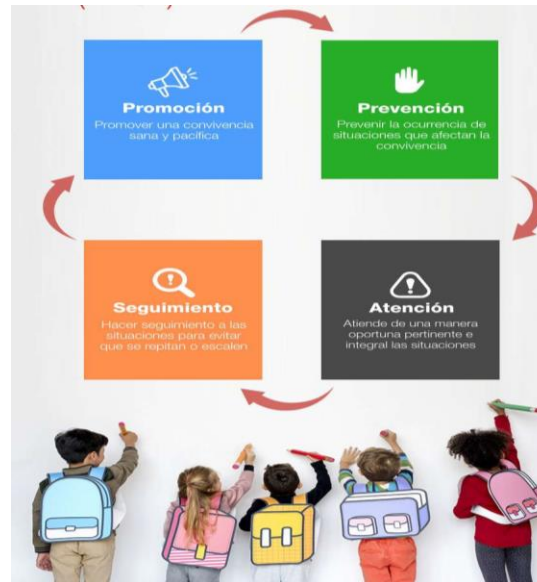 Promoción
Promover una convivencia
sana y pacífica
Prevención
Prevenir la ocurrencia de
situaciones que afectan la
convivencia
Seguimiento
Hacer seguimiento a las
situaciones para evitar
que se repitan o escalen
Atención
Atiende de una manera
oportuna pertinente e
integral las situaciones